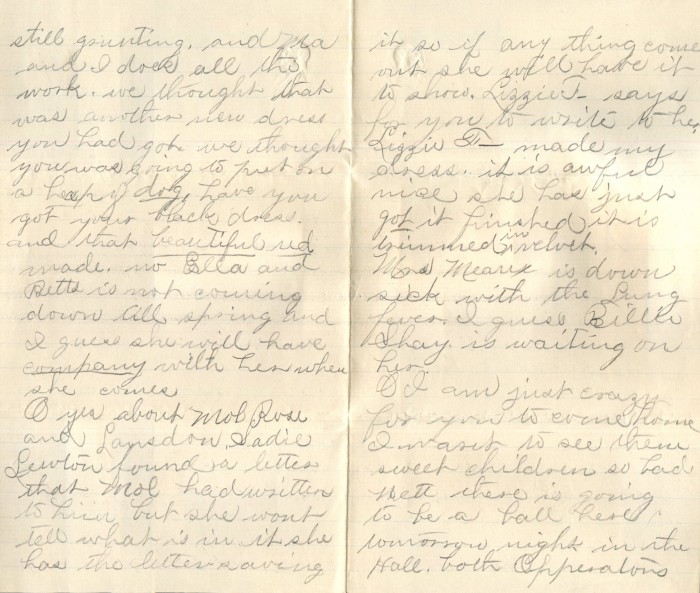 still grunting. and ma
and I does all the
work. we thought that
was another new dress
you had got. we thought
you was going to put on
a heap of dog, have you
got your black dress.
and that beautiful red
made. no Ella and
Betts is not coming
down till spring and
I guess she will have
company with her when
she comes
O yes about Mol Rose
and Lansdon. Sadie
Lewton found a letter
that Mol had written
to him but she wont
tell what is in it she
has the letter saving
it so if any thing come
out she will have it
to show. Lizzie T- says
for you to write to her
Lizzie T- made my
dress. it is awful
nice she has just
got it finished it is
trimmed in velvet.
Mrs Meaux is down
sick with the Lung
fever. I guess Billie
Shay. is waiting on
her.
O I am just crazy
for you to come home
I want to see them
sweet children so bad
Nett there is going
to be a ball here
tomorrow night in the
Hall. both Opperators